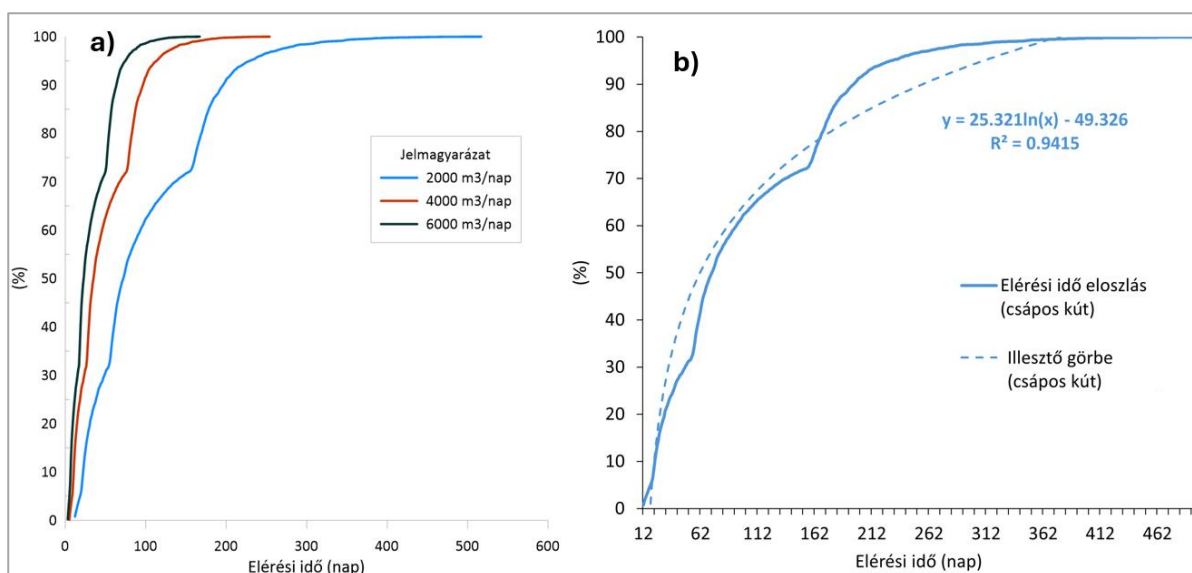 a)
100
90
80
70
60
50
40
30
20
10
0
(%)
0 100 200 300 400 500 600
Elérési idő (nap)
Jelmagyarázat
2000 m3/nap
4000 m3/nap
6000 m3/nap
b)
100
90
80
70
60
50
40
30
20
10
0
(%)
12 62 112 162 212 262 312 362 412 462
Elérési idő (nap)
y = 25.321ln(x) - 49.326
R² = 0.9415
Elérési idő eloszlás
(csápos kút)
Illesztő görbe
(csápos kút)